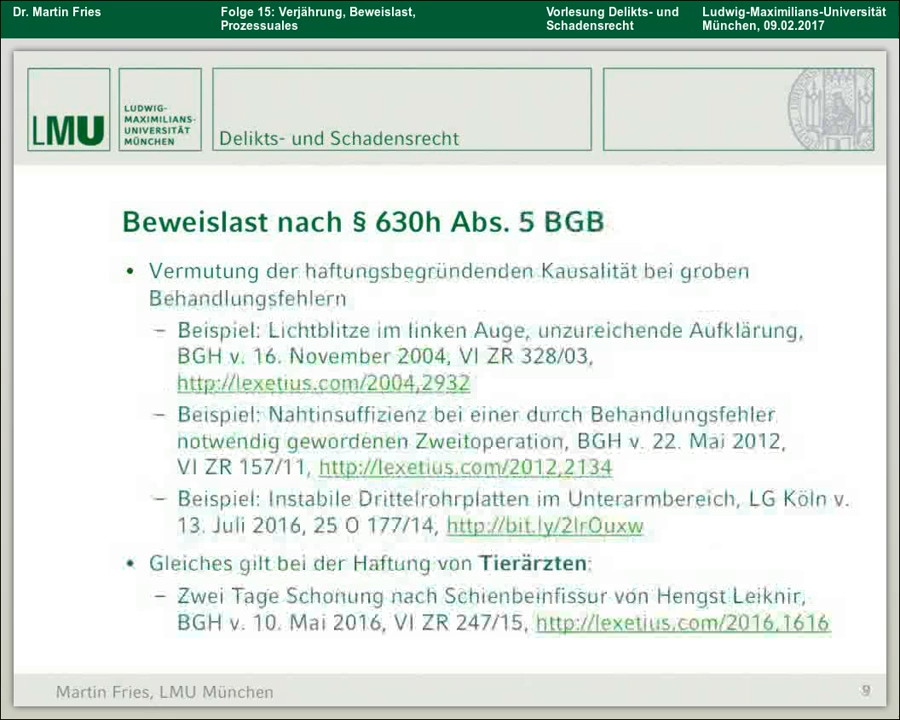 Dr. Martin Fries
Folge 15: Verjährung, Beweislast,
Prozessuales
Vorlesung Delikts- und
Schadensrecht
Ludwig-Maximilians-Universität
München, 09.02.2017
LMU
LUDWIG-
MAXIMILIANS-
UNIVERSITÄT
MÜNCHEN
Delikts- und Schadensrecht
Beweislast nach § 630h Abs. 5 BGB
• Vermutung der haftungsbegründenden Kausalität bei groben
Behandlungsfehlern
– Beispiel: Lichtblitze im linken Auge, unzureichende Aufklärung,
BGH v. 16. November 2004, VI ZR 328/03,
http://lexetius.com/2004,2932
– Beispiel: Nahtinsuffizienz bei einer durch Behandlungsfehler
notwendig gewordenen Zweitoperation, BGH v. 22. Mai 2012,
VI ZR 157/11, http://lexetius.com/2012,2134
– Beispiel: Instabile Drittelrohrplatten im Unterarmbereich, LG Köln v.
13. Juli 2016, 25 O 177/14, http://bit.ly/2lrOuxw
• Gleiches gilt bei der Haftung von Tierärzten:
– Zwei Tage Schonung nach Schienbeinfissur von Hengst Leiknir,
BGH v. 10. Mai 2016, VI ZR 247/15, http://lexetius.com/2016,1616
Martin Fries, LMU München
9